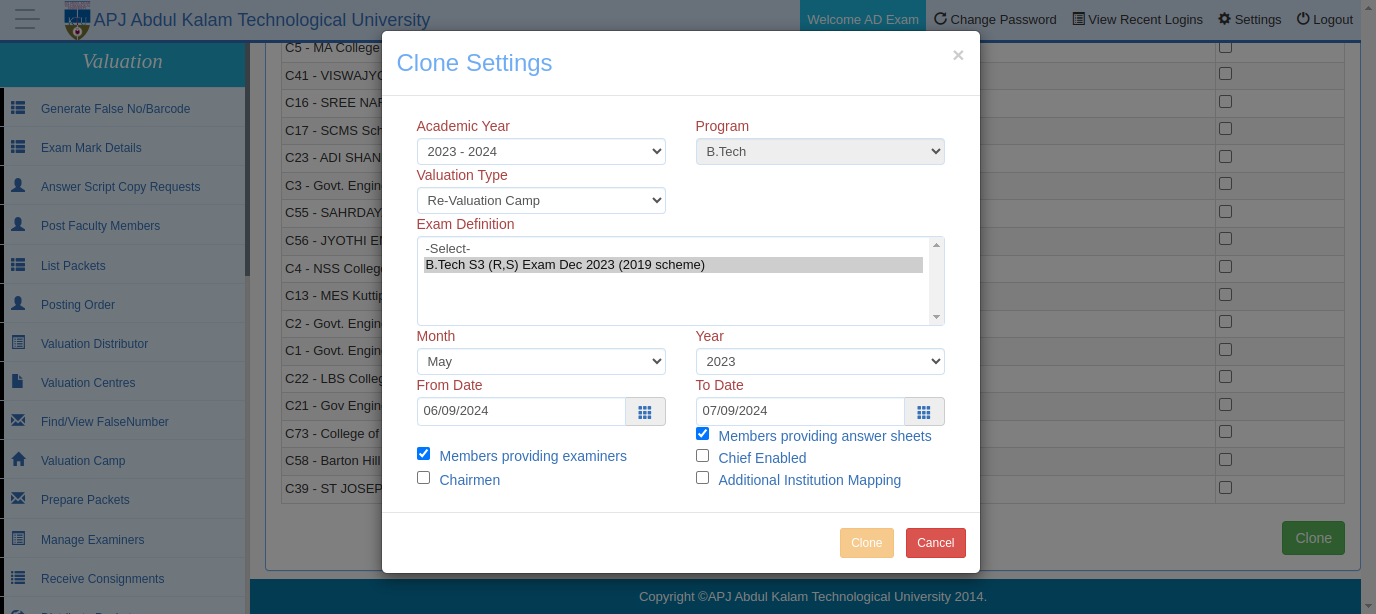 APJ Abdul Kalam Technological University
Welcome AD Exam Change Password View Recent Logins Settings Logout
Valuation
Generate False No/Barcode
Exam Mark Details
Answer Script Copy Requests
Post Faculty Members
List Packets
Posting Order
Valuation Distributor
Valuation Centres
Find/View FalseNumber
Valuation Camp
Prepare Packets
Manage Examiners
Receive Consignments
C5 - MA College
C41 - VISWAJYO
C16 - SREE NAR
C17 - SCMS Sch
C23 - ADI SHAN
C3 - Govt. Engine
C55 - SAHRDAY
C56 - JYOTHI EN
C4 - NSS College
C13 - MES Kuttip
C2 - Govt. Engine
C1 - Govt. Engine
C22 - LBS Colleg
C21 - Gov Engine
C73 - College of
C58 - Barton Hill
C39 - ST JOSEP
Clone Settings ×
Academic Year Program
2023 - 2024 B.Tech
Valuation Type
Re-Valuation Camp
Exam Definition
-Select-
B.Tech S3 (R,S) Exam Dec 2023 (2019 scheme)
Month Year
May 2023
From Date To Date
06/09/2024 07/09/2024
Members providing answer sheets
Members providing examiners
Chief Enabled
Chairmen
Additional Institution Mapping
Clone Cancel
Clone
Copyright ©APJ Abdul Kalam Technological University 2014.